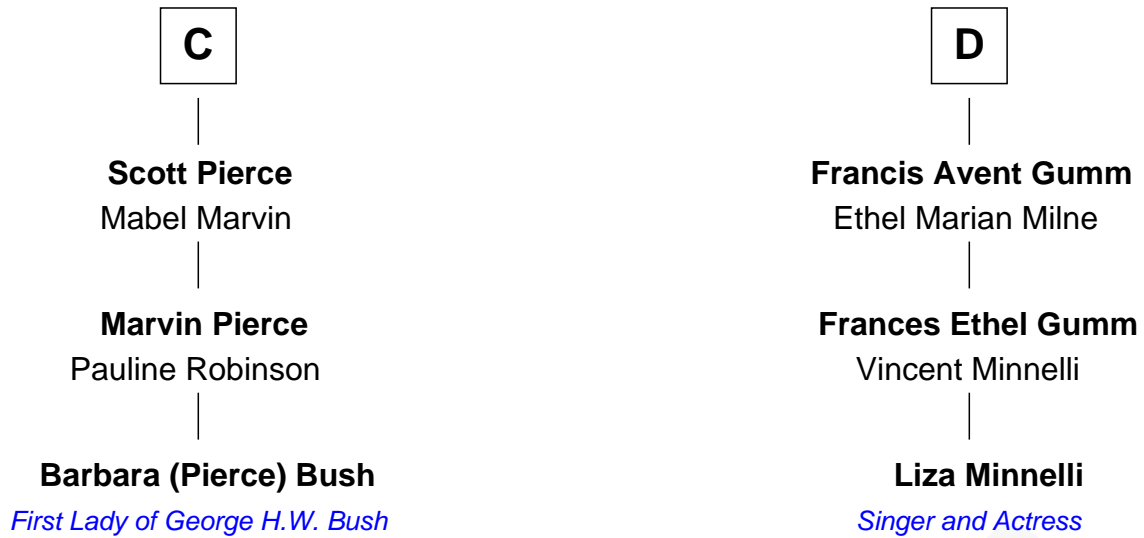 C
Scott Pierce
Mabel Marvin
Marvin Pierce
Pauline Robinson
Barbara (Pierce) Bush
First Lady of George H.W. Bush
D
Francis Avent Gumm
Ethel Marian Milne
Frances Ethel Gumm
Vincent Minnelli
Liza Minnelli
Singer and Actress